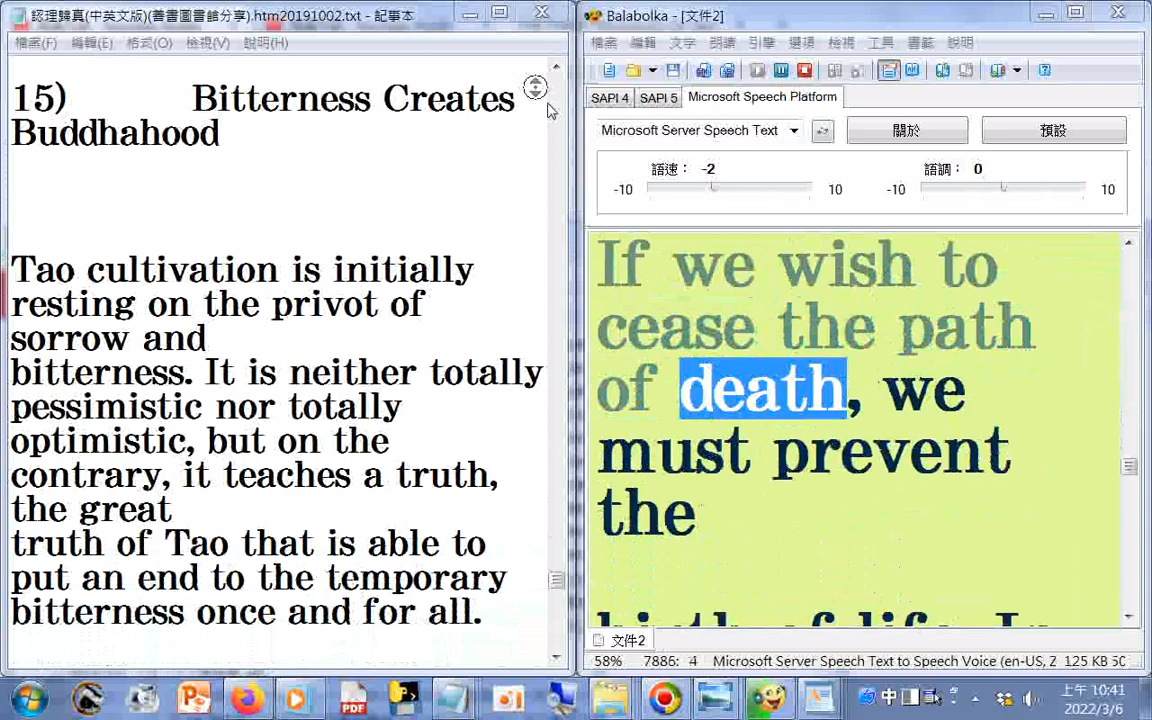 認理歸真(中英文版)(善書圖書館分享).htm20191002.txt - 記事本
檔案(F) 編輯(E) 格式(O) 檢視(V) 說明(H)
15) Bitterness Creates
Buddhahood
Tao cultivation is initially
resting on the privot of
sorrow and
bitterness. It is neither totally
pessimistic nor totally
optimistic, but on the
contrary, it teaches a truth,
the great
truth of Tao that is able to
put an end to the temporary
bitterness once and for all.
Balabolka - [文件2]
檔案 編輯 文字 朗讀 引擎 選項 檢視 工具 書籤 說明
SAPI 4 SAPI 5 Microsoft Speech Platform
Microsoft Server Speech Text 關於 預設
語速： -2 語調： 0
-10 10 -10 10
If we wish to
cease the path
of death, we
must prevent
the
birth of life. In
文件2
58% 7886: 4 Microsoft Server Speech Text to Speech Voice (en-US, Z 125 KB
PDF 中 上午 10:41
2022/3/6